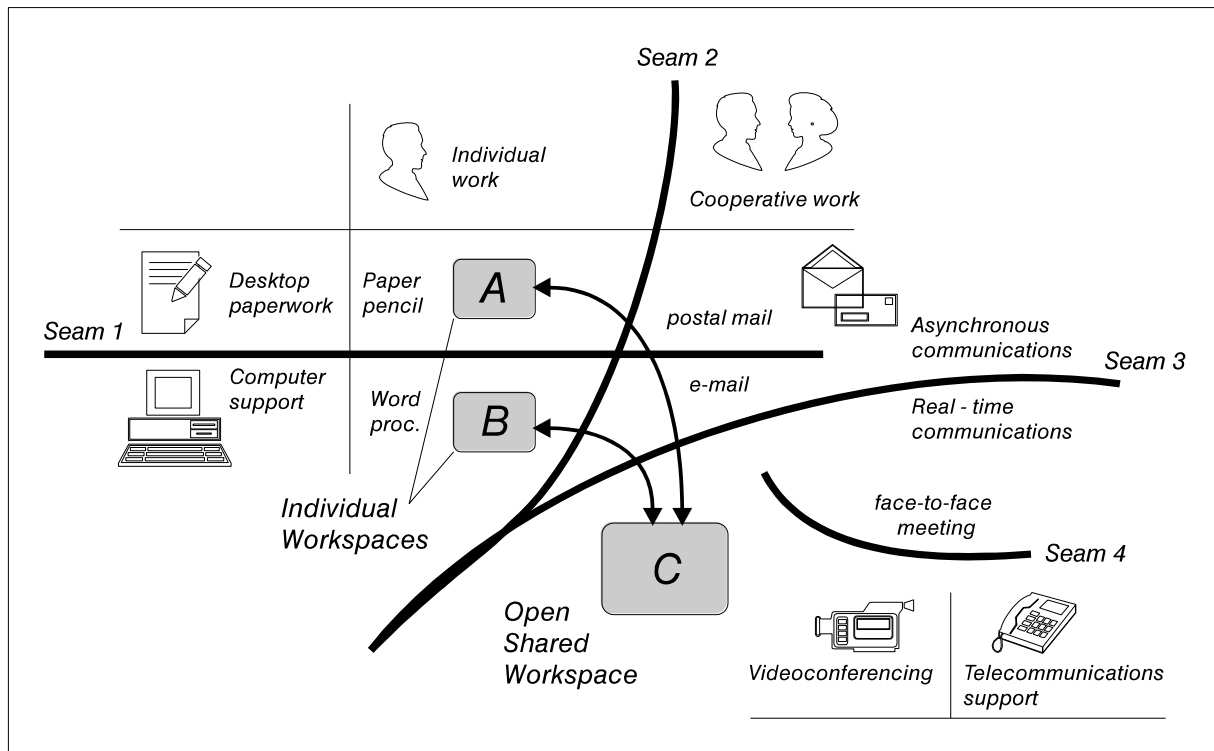 Seam 2
Individual
work
Cooperative work
Desktop
paperwork
Paper
pencil
A
postal mail
Asynchronous
communications
Seam 1
Seam 3
Computer
support
Word
proc.
B
e-mail
Real - time
communications
Individual
Workspaces
face-to-face
meeting
Seam 4
C
Open
Shared
Workspace
Videoconferencing
Telecommunications
support